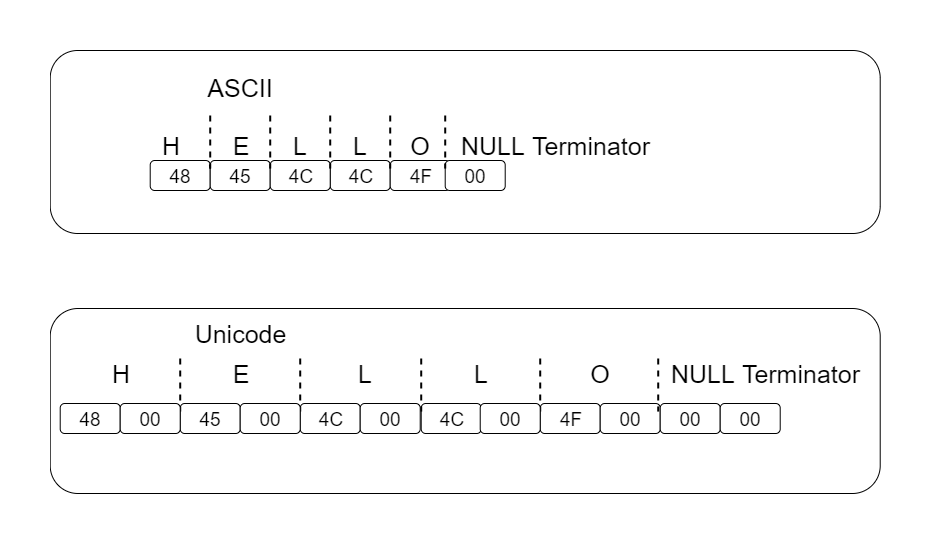 ASCII
H E L L O NULL Terminator
48 45 4C 4C 4F 00
Unicode
H E L L O NULL Terminator
48 00 45 00 4C 00 4C 00 4F 00 00 00